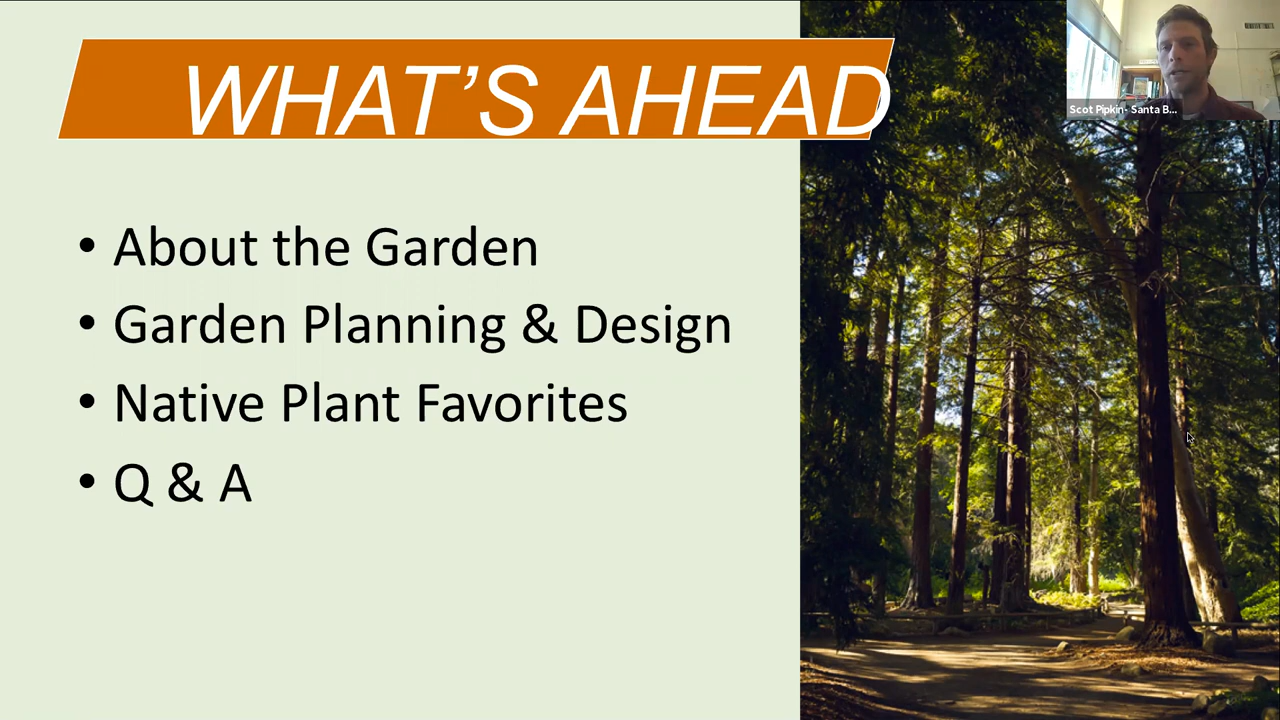 WHAT'S AHEAD
Scot Pipkin- Santa B...
• About the Garden
• Garden Planning & Design
• Native Plant Favorites
• Q & A